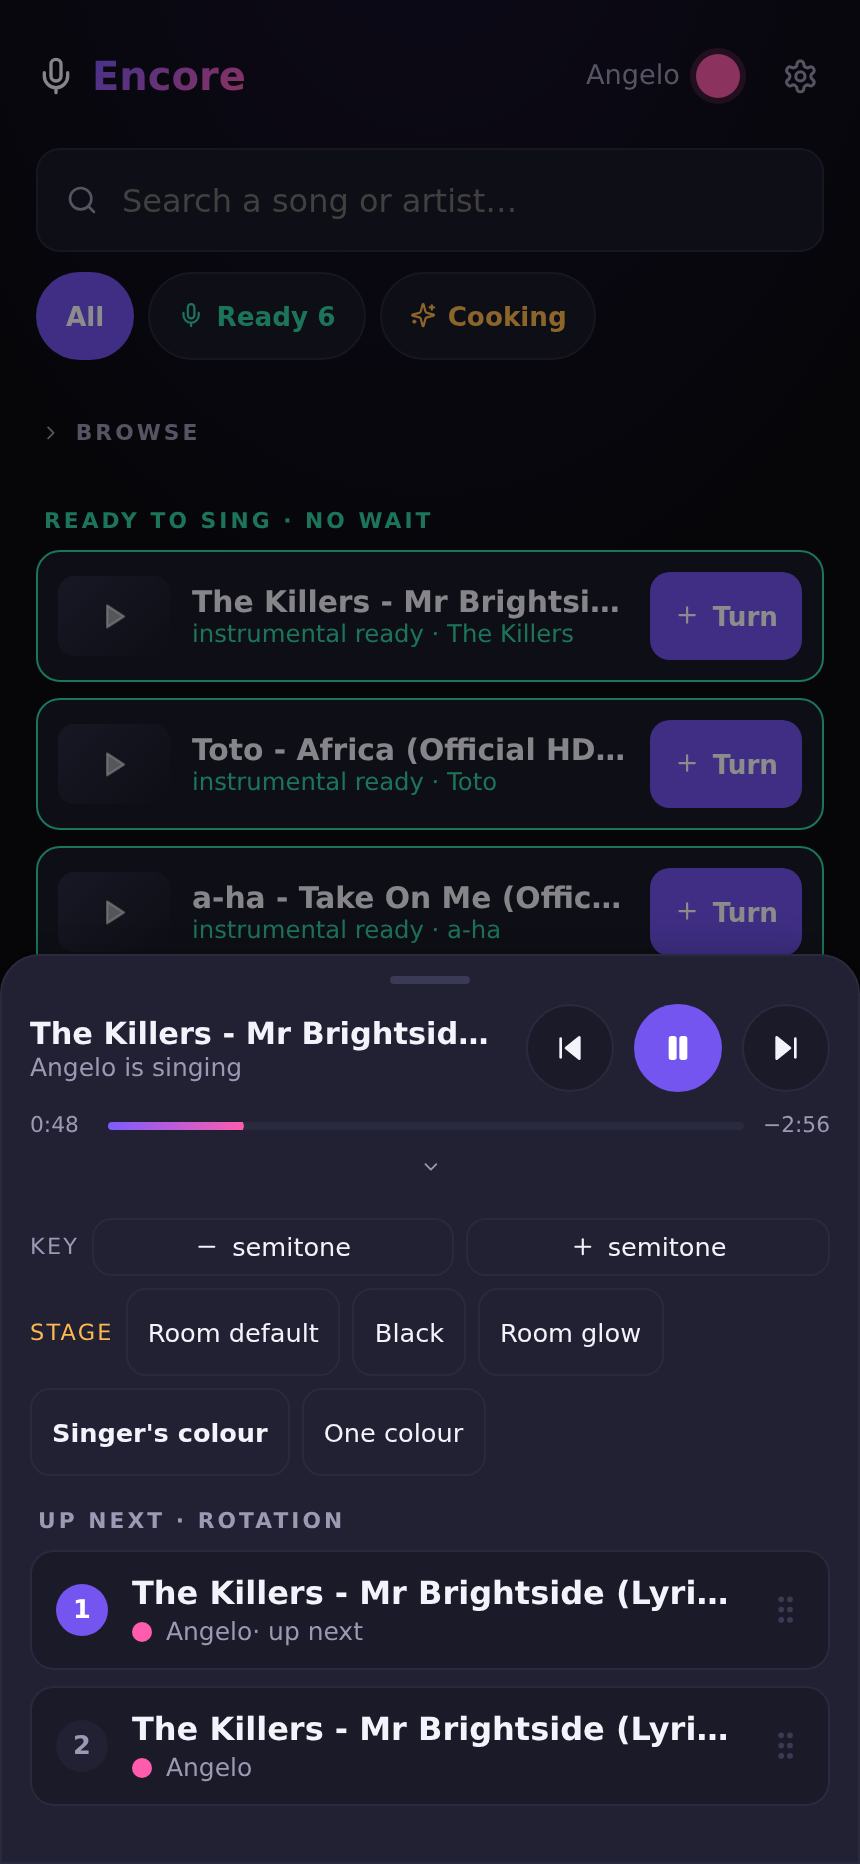 Encore
Angelo
Search a song or artist...
All
Ready 6
Cooking
BROWSE
READY TO SING · NO WAIT
The Killers - Mr Brightsi...
instrumental ready · The Killers
+ Turn
Toto - Africa (Official HD...
instrumental ready · Toto
+ Turn
a-ha - Take On Me (Offic...
instrumental ready · a-ha
+ Turn
The Killers - Mr Brightsid...
Angelo is singing
0:48
−2:56
KEY
− semitone
+ semitone
STAGE
Room default
Black
Room glow
Singer's colour
One colour
UP NEXT · ROTATION
1
The Killers - Mr Brightside (Lyri...
Angelo· up next
2
The Killers - Mr Brightside (Lyri...
Angelo